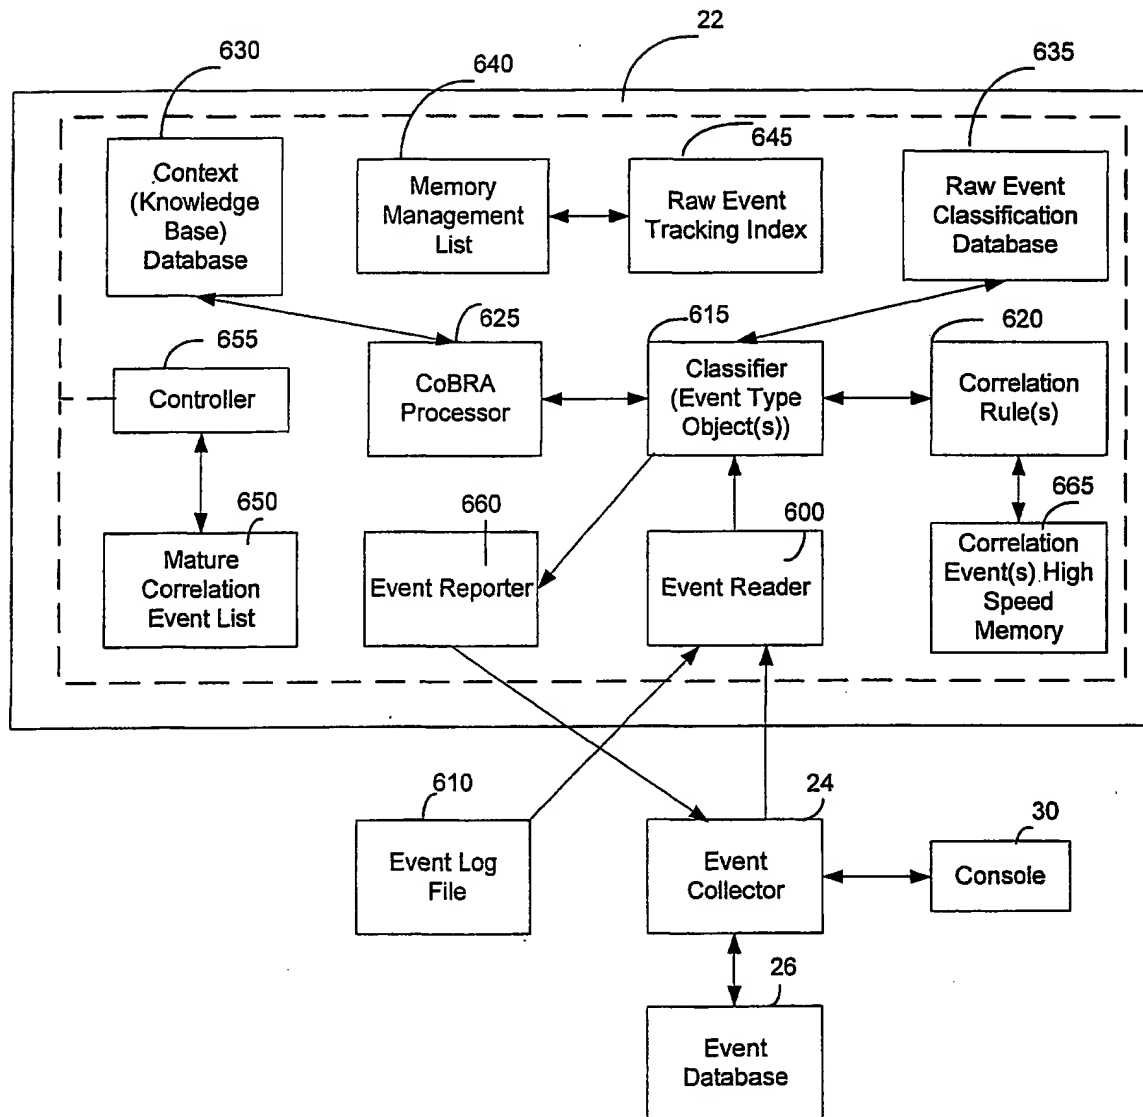 22
630
640
645
635
Context
(Knowledge
Base)
Database
Memory
Management
List
Raw Event
Tracking Index
Raw Event
Classification
Database
655
625
615
620
Controller
CoBRA
Processor
Classifier
(Event Type
Object(s))
Correlation
Rule(s)
650
660
600
665
Mature
Correlation
Event List
Event Reporter
Event Reader
Correlation
Event(s) High
Speed
Memory
610
24
30
Event Log
File
Event
Collector
Console
26
Event
Database